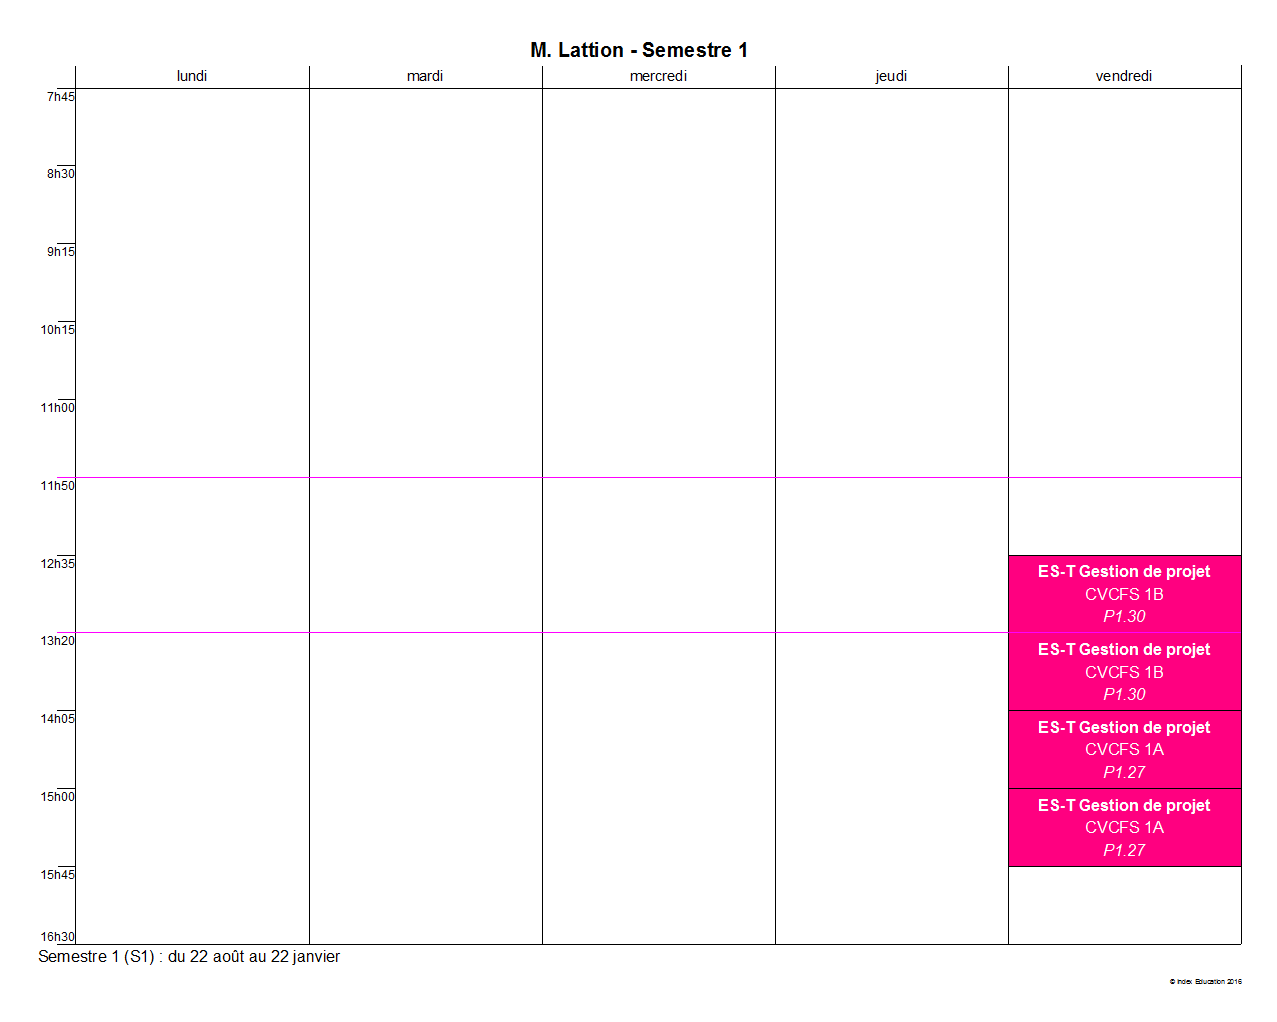 M. Lattion - Semestre 1
lundi mardi mercredi jeudi vendredi
7h45
8h30
9h15
10h15
11h00
11h50
12h35
ES-T Gestion de projet
CVCFS 1B
P1.30
13h20
ES-T Gestion de projet
CVCFS 1B
P1.30
14h05
ES-T Gestion de projet
CVCFS 1A
P1.27
15h00
ES-T Gestion de projet
CVCFS 1A
P1.27
15h45
16h30
Semestre 1 (S1) : du 22 août au 22 janvier
© Index Education 2016